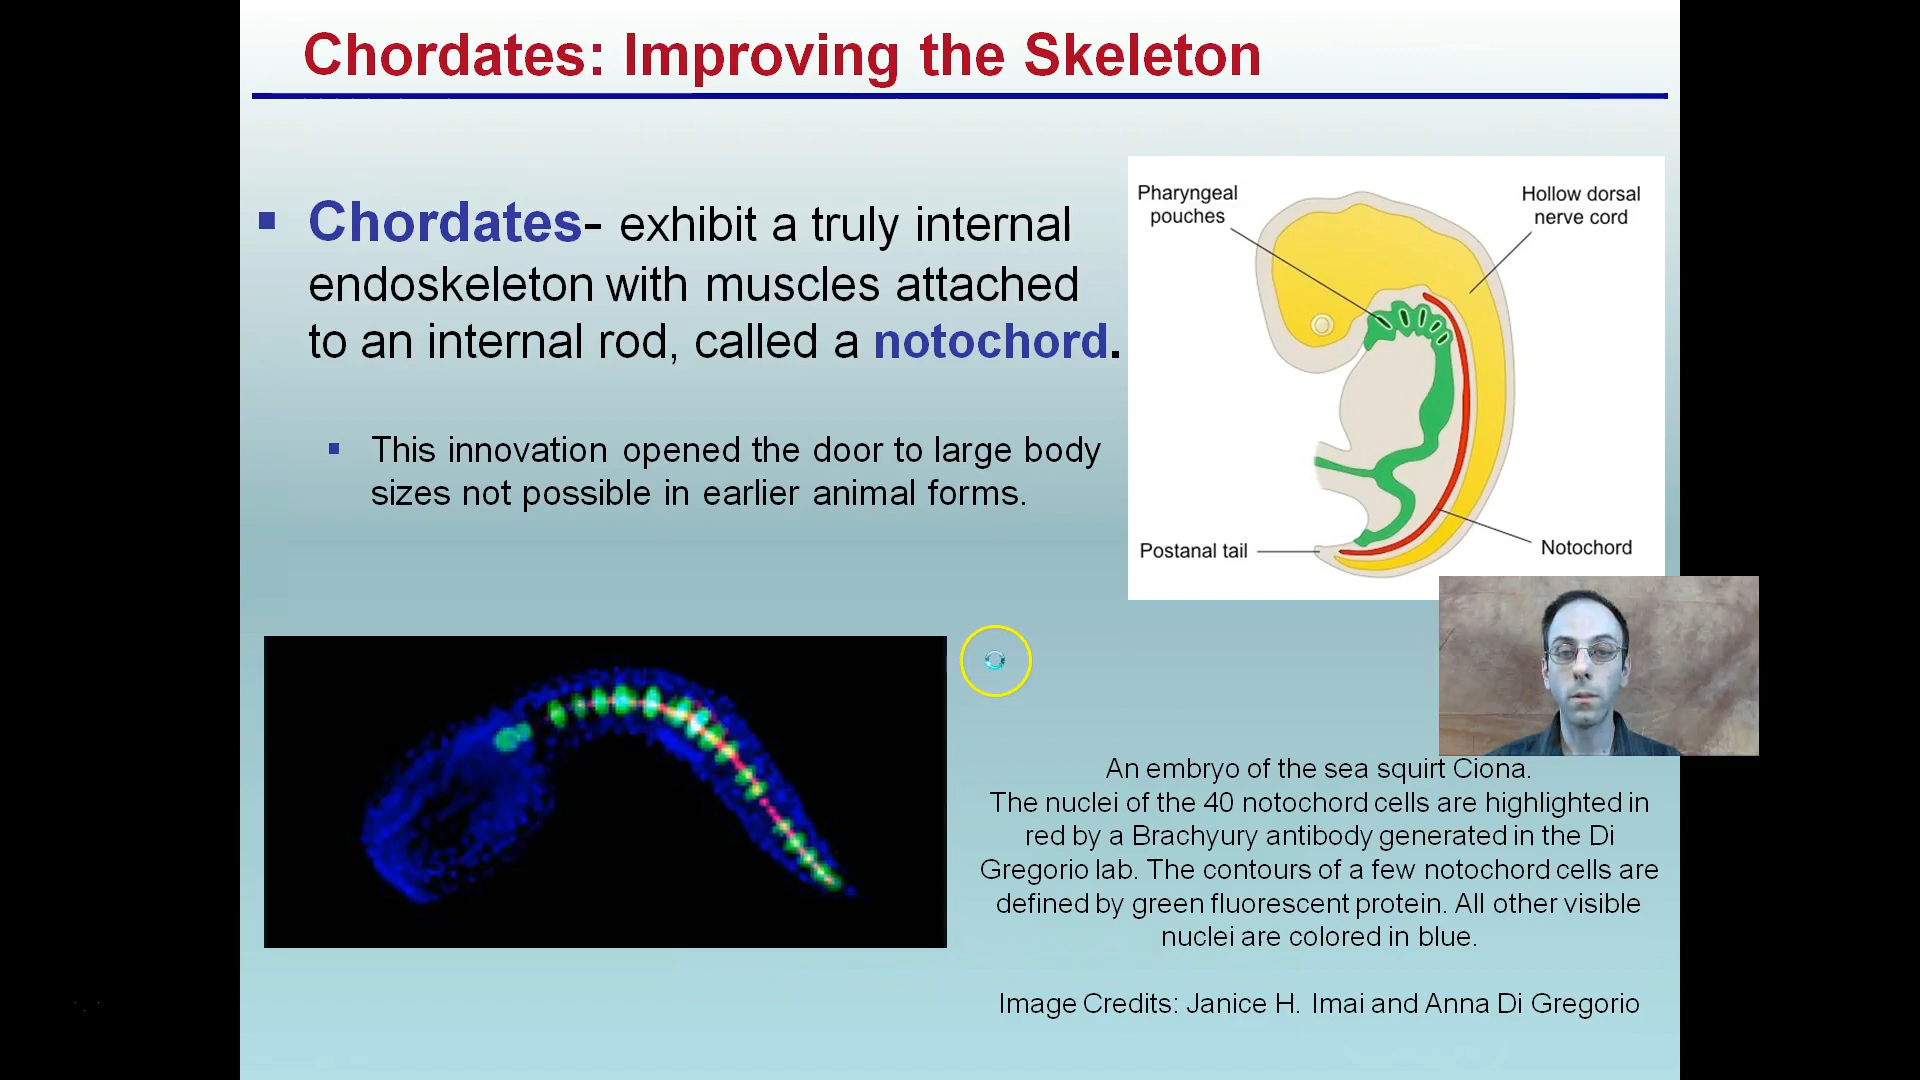 Chordates: Improving the Skeleton
▪ Chordates- exhibit a truly internal
endoskeleton with muscles attached
to an internal rod, called a notochord.
▪ This innovation opened the door to large body
sizes not possible in earlier animal forms.
Pharyngeal
pouches
Hollow dorsal
nerve cord
Postanal tail
Notochord
An embryo of the sea squirt Ciona.
The nuclei of the 40 notochord cells are highlighted in
red by a Brachyury antibody generated in the Di
Gregorio lab. The contours of a few notochord cells are
defined by green fluorescent protein. All other visible
nuclei are colored in blue.
Image Credits: Janice H. Imai and Anna Di Gregorio